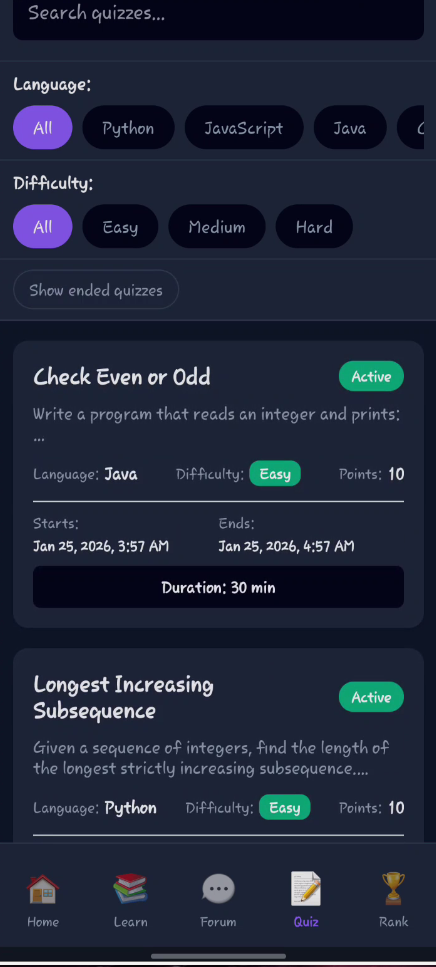 Search quizzes...
Language:
All Python JavaScript Java
Difficulty:
All Easy Medium Hard
Show ended quizzes
Check Even or Odd
Active
Write a program that reads an integer and prints:
...
Language: Java Difficulty: Easy Points: 10
Starts: Ends:
Jan 25, 2026, 3:57 AM Jan 25, 2026, 4:57 AM
Duration: 30 min
Longest Increasing
Subsequence
Active
Given a sequence of integers, find the length of
the longest strictly increasing subsequence....
Language: Python Difficulty: Easy Points: 10
Home Learn Forum Quiz Rank